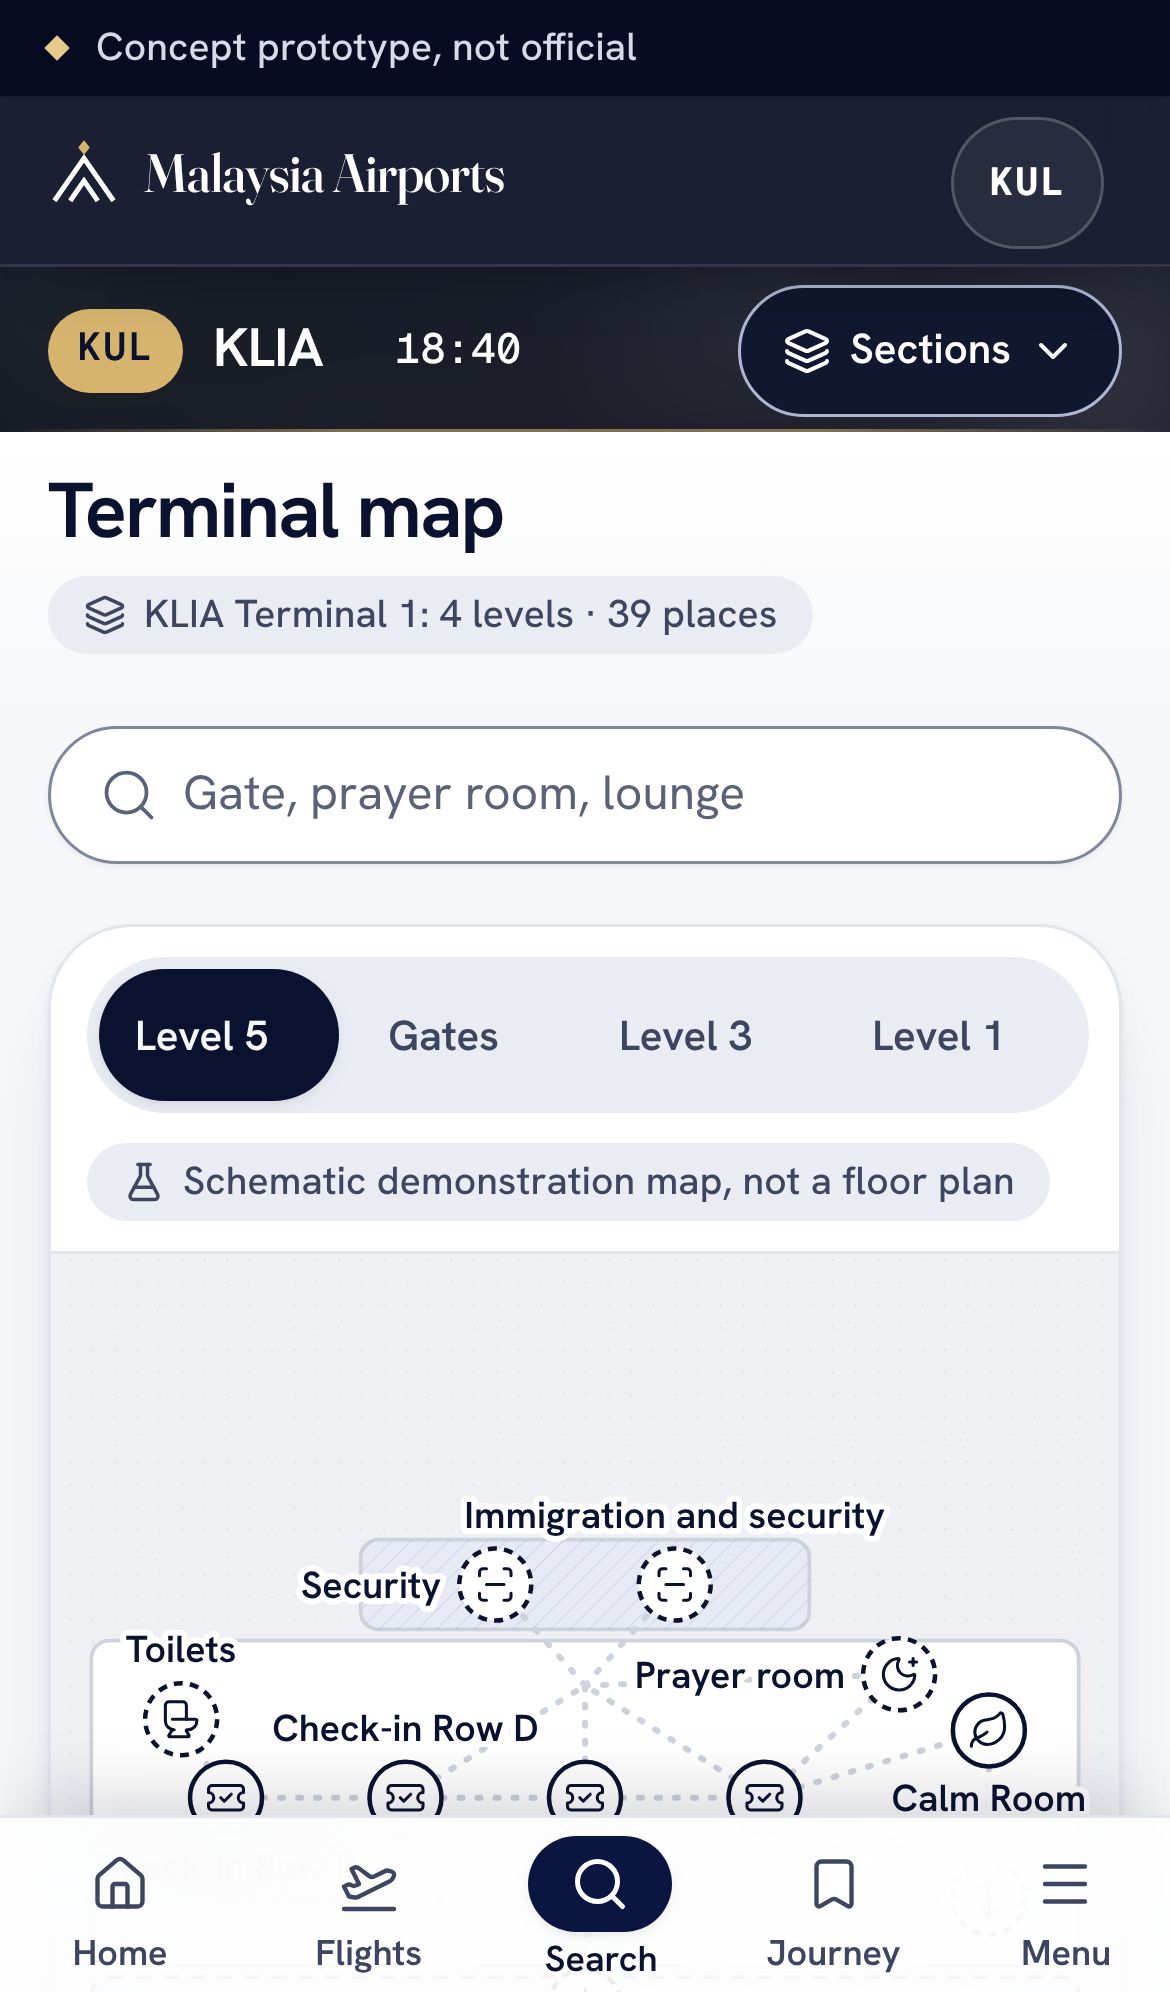 Concept prototype, not official
Malaysia Airports
KUL
KUL KLIA 18:40 Sections
Terminal map
KLIA Terminal 1: 4 levels · 39 places
Gate, prayer room, lounge
Level 5 Gates Level 3 Level 1
Schematic demonstration map, not a floor plan
Immigration and security
Security
Toilets
Prayer room
Check-in Row D
Calm Room
Home Flights Search Journey Menu